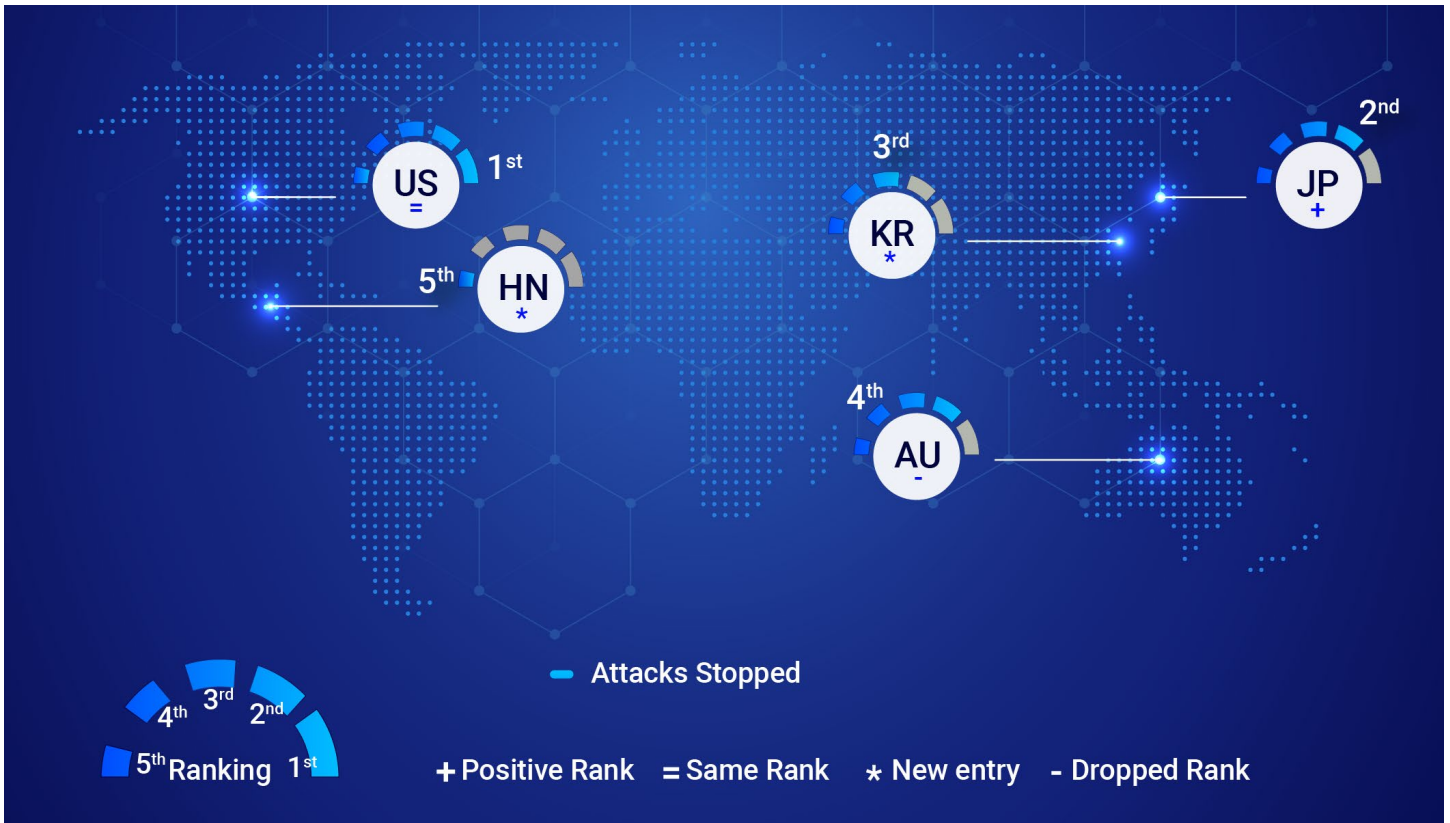 2nd
JP
+
3rd
KR
*
1st
US
=
5th
HN
*
4th
AU
-
Attacks Stopped
5th
4th
3rd
2nd
1st
Ranking
+ Positive Rank = Same Rank * New entry - Dropped Rank